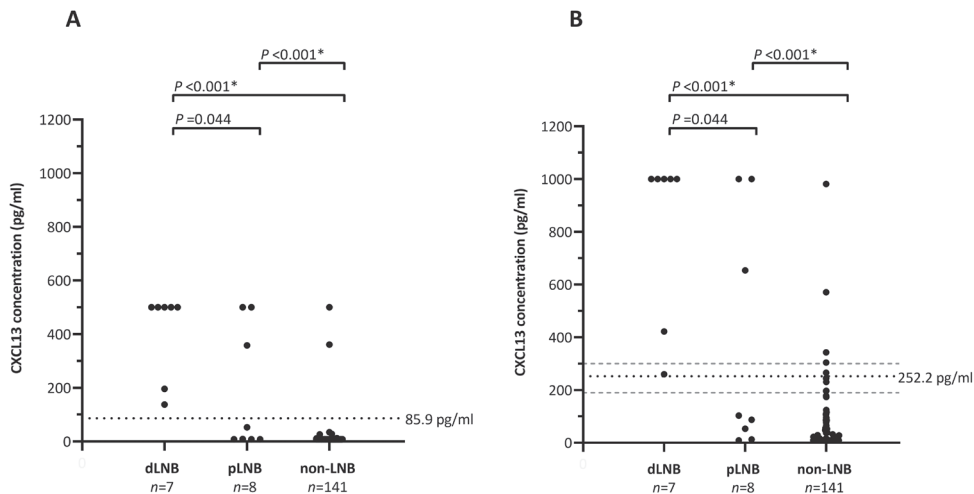 A
P <0.001*
P <0.001*
P =0.044
CXCL13 concentration (pg/ml)
1200
1000
800
600
400
200
0
85.9 pg/ml
0
dLNB pLNB non-LNB
n=7 n=8 n=141
B
P <0.001*
P <0.001*
P =0.044
CXCL13 concentration (pg/ml)
1200
1000
800
600
400
200
0
252.2 pg/ml
0
dLNB pLNB non-LNB
n=7 n=8 n=141